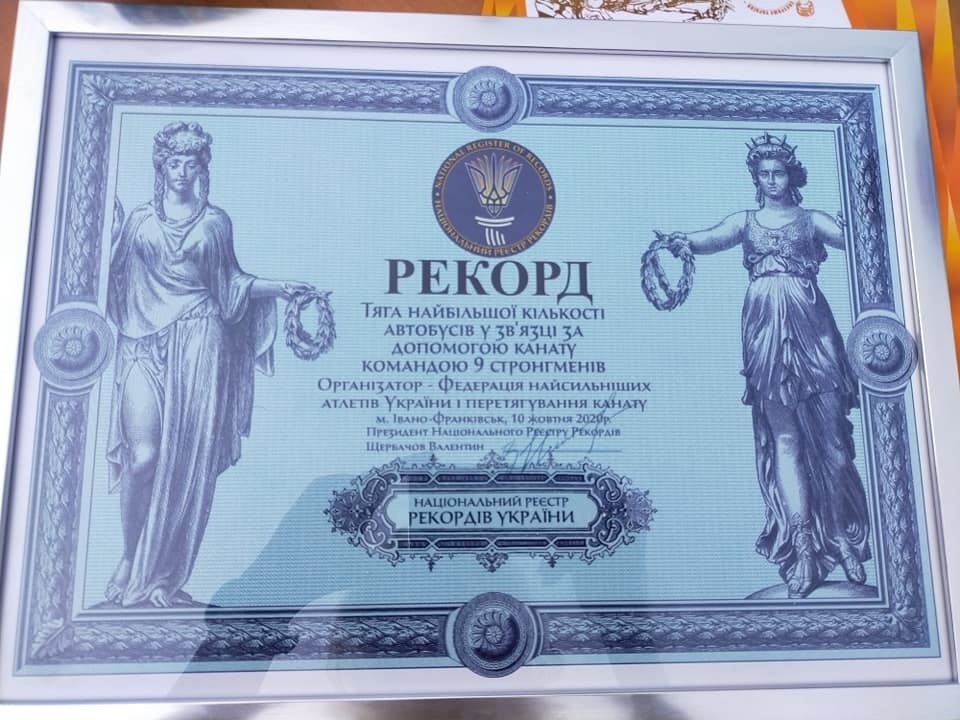 NATIONAL REGISTER OF RECORDS
НАЦІОНАЛЬНИЙ РЕЄСТР РЕКОРДІВ
РЕКОРД
Тяга найбільшої кількості
автобусів у зв'язці за
допомогою канату
командою 9 стронгменів
Організатор - Федерація найсильніших
атлетів України і перетягування канату
м. Івано-Франківськ, 10 жовтня 2020р.
Президент Національного Реєстру Рекордів
Щербачов Валентин
НАЦІОНАЛЬНИЙ РЕЄСТР
РЕКОРДІВ УКРАЇНИ